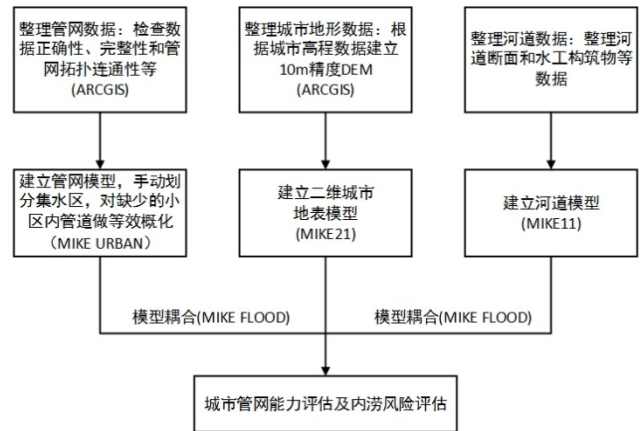 整理管网数据：检查数
据正确性、完整性和管
网拓扑连通性等
(ARCGIS)
整理城市地形数据：根
据城市高程数据建立
10m精度DEM
(ARCGIS)
整理河道数据：整理河
道断面和水工构筑物等
数据
建立管网模型，手动划
分集水区，对缺少的小
区内管道做等效概化
（MIKE URBAN）
建立二维城市
地表模型
(MIKE21)
建立河道模型
(MIKE11)
模型耦合(MIKE FLOOD)
模型耦合(MIKE FLOOD)
城市管网能力评估及内涝风险评估